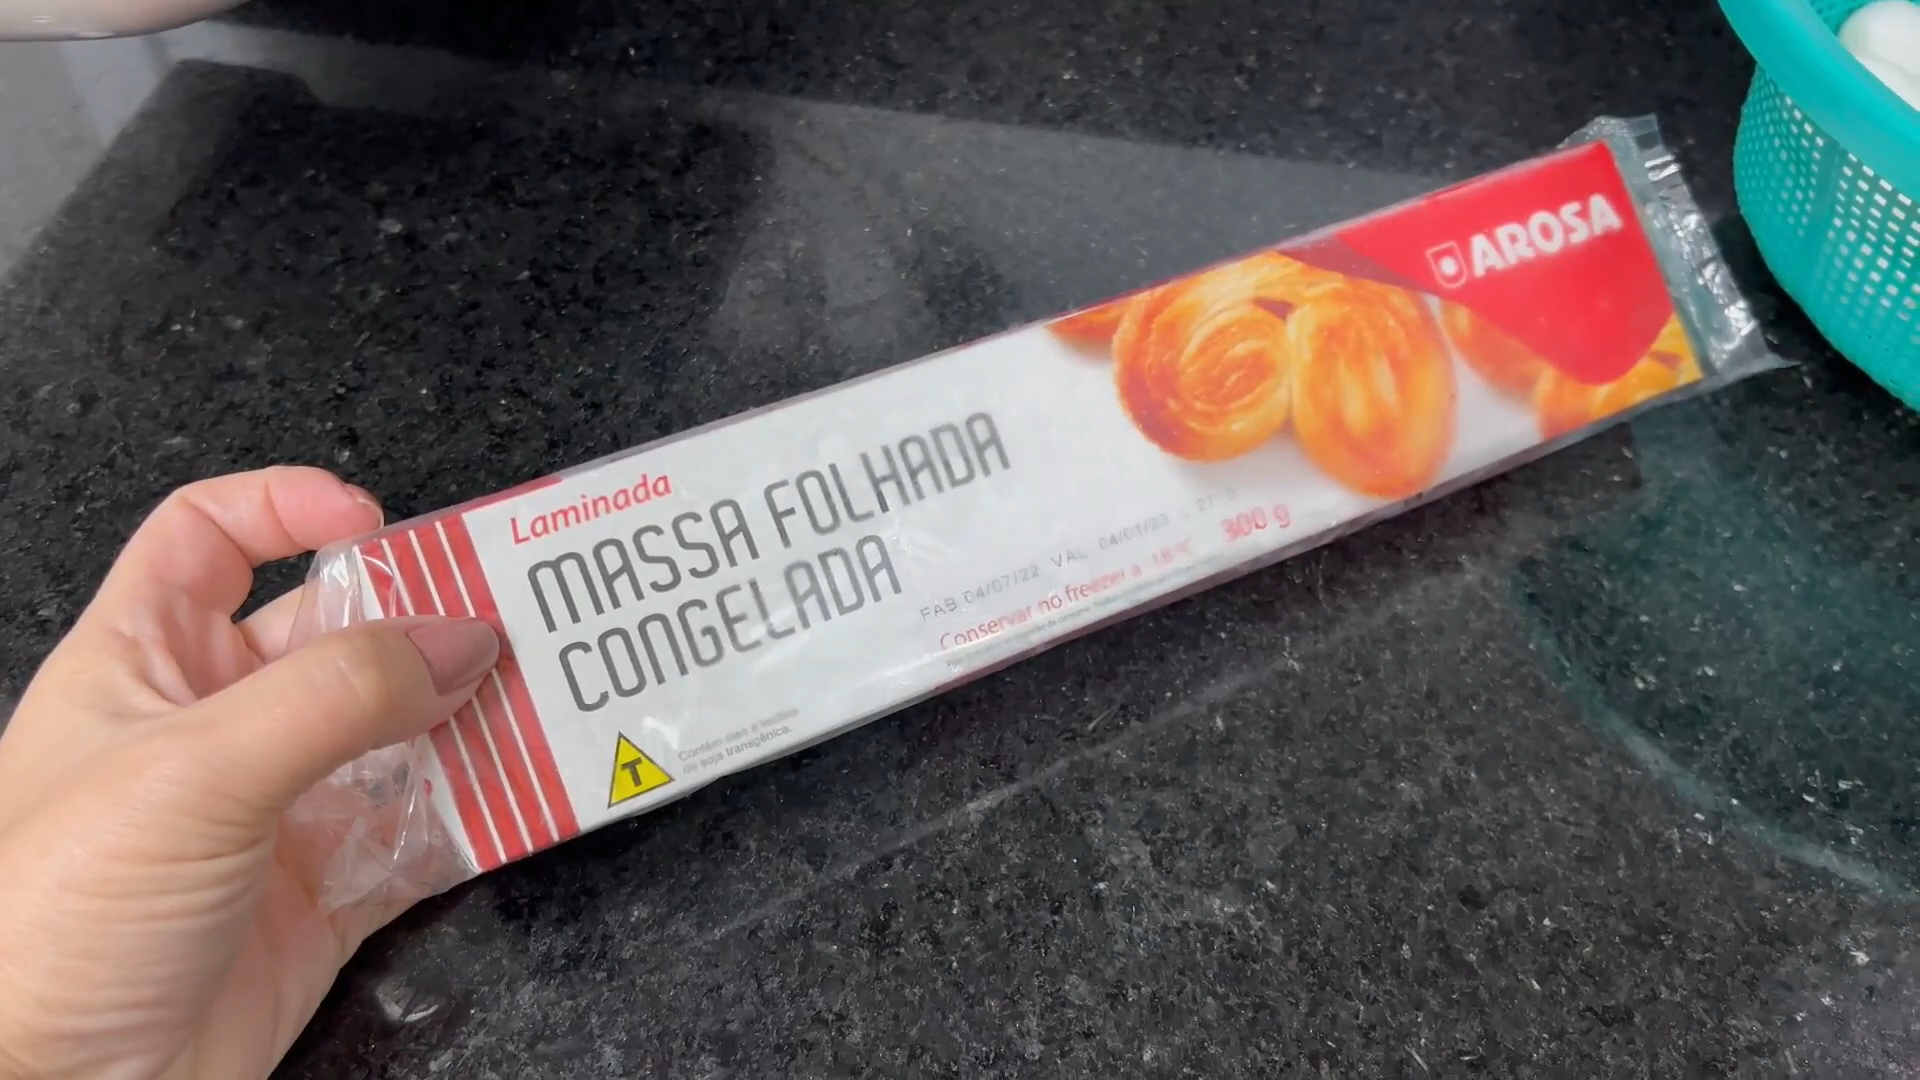 AROSA
Laminada
MASSA FOLHADA
CONGELADA
FAB 04/07/22 VAL 04/01/23 L 27
Conservar no freezer a -18 °C
300 g
T
Contém óleo e
de soja transgênica.